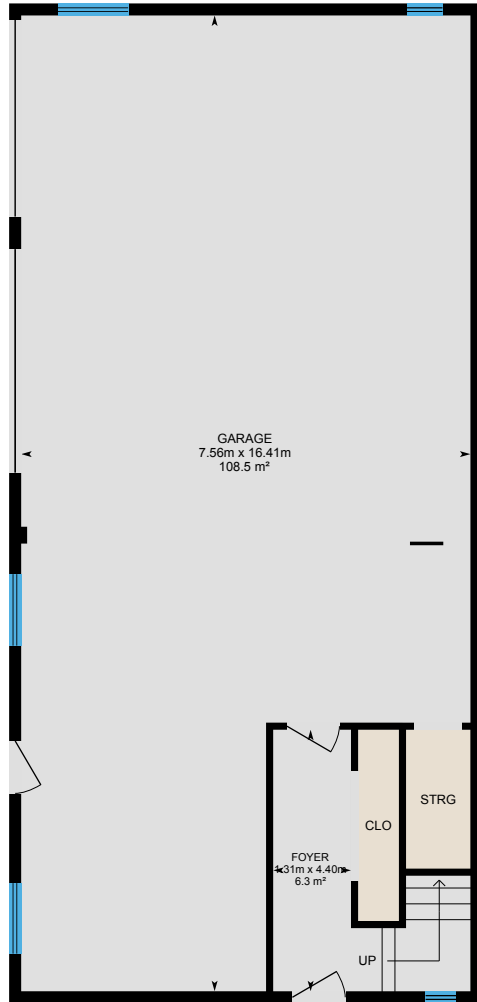 GARAGE
7.56m x 16.41m
108.5 m²
STRG
CLO
FOYER
1.31m x 4.40m
6.3 m²
UP